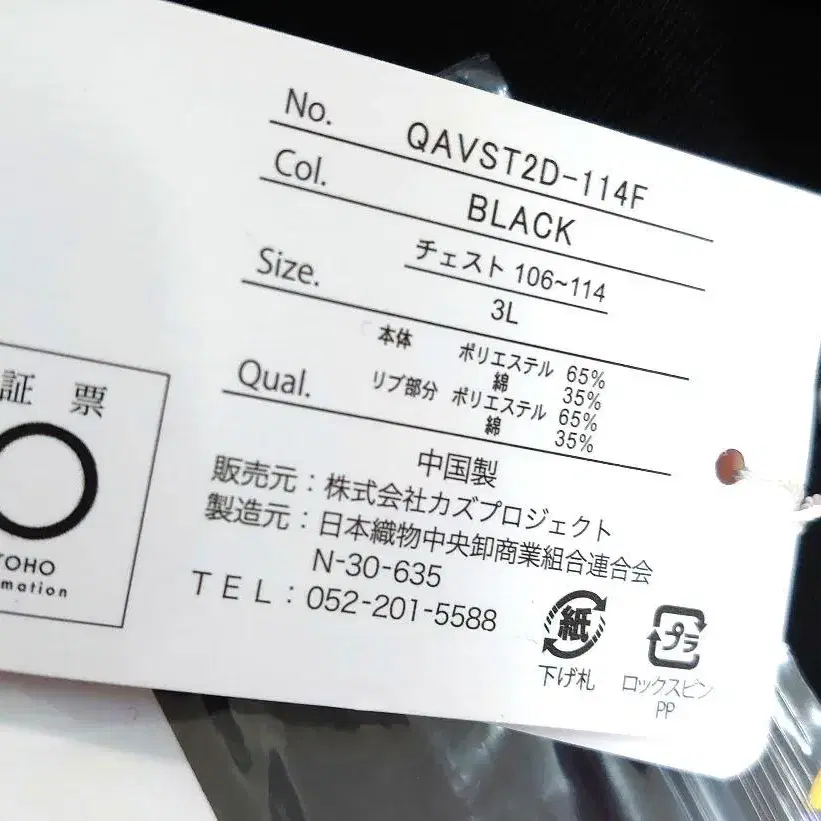 No. QAVST2D-114F
Col. BLACK
Size. チェスト 106~114
3L
Qual. 本体 ポリエステル 65%
綿 35%
リブ部分 ポリエステル 65%
綿 35%
中国製
販売元：株式会社カズプロジェクト
製造元：日本織物中央卸商業組合連合会
N-30-635
TEL：052-201-5588
紙
下げ札
プラ
ロックスピン
PP
証票
TOHO
mation